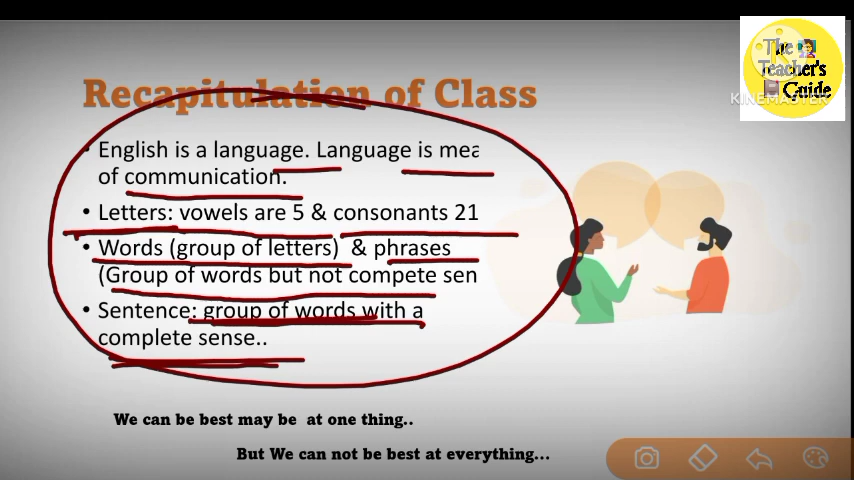 The
Teacher's
Guide
KINEMASTER
Recapitulation of Class
• English is a language. Language is mea
of communication.
• Letters: vowels are 5 & consonants 21
• Words (group of letters) & phrases
(Group of words but not compete sen
• Sentence: group of words with a
complete sense..
We can be best may be at one thing..
But We can not be best at everything...